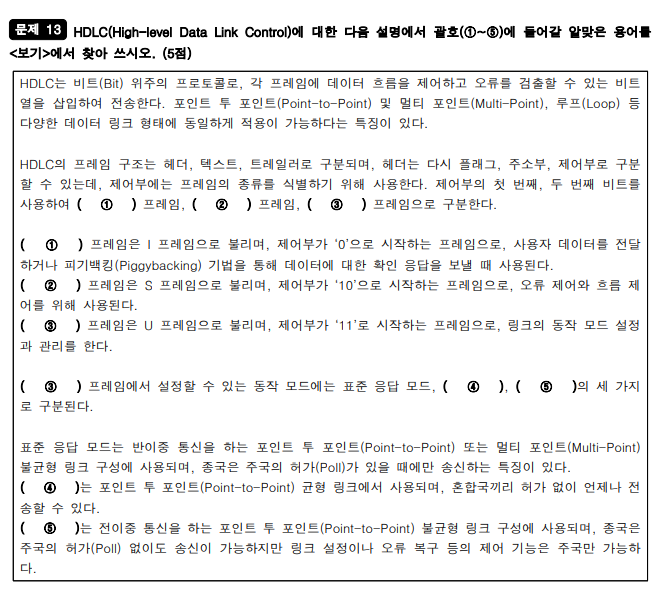 문제 13 HDLC(High-level Data Link Control)에 대한 다음 설명에서 괄호(①~⑤)에 들어갈 알맞은 용어를
<보기>에서 찾아 쓰시오. (5점)
HDLC는 비트(Bit) 위주의 프로토콜로, 각 프레임에 데이터 흐름을 제어하고 오류를 검출할 수 있는 비트
열을 삽입하여 전송한다. 포인트 투 포인트(Point-to-Point) 및 멀티 포인트(Multi-Point), 루프(Loop) 등
다양한 데이터 링크 형태에 동일하게 적용이 가능하다는 특징이 있다.
HDLC의 프레임 구조는 헤더, 텍스트, 트레일러로 구분되며, 헤더는 다시 플래그, 주소부, 제어부로 구분
할 수 있는데, 제어부에는 프레임의 종류를 식별하기 위해 사용한다. 제어부의 첫 번째, 두 번째 비트를
사용하여 ( ① ) 프레임, ( ② ) 프레임, ( ③ ) 프레임으로 구분한다.
( ① ) 프레임은 I 프레임으로 불리며, 제어부가 '0'으로 시작하는 프레임으로, 사용자 데이터를 전달
하거나 피기백킹(Piggybacking) 기법을 통해 데이터에 대한 확인 응답을 보낼 때 사용된다.
( ② ) 프레임은 S 프레임으로 불리며, 제어부가 '10'으로 시작하는 프레임으로, 오류 제어와 흐름 제
어를 위해 사용된다.
( ③ ) 프레임은 U 프레임으로 불리며, 제어부가 '11'로 시작하는 프레임으로, 링크의 동작 모드 설정
과 관리를 한다.
( ③ ) 프레임에서 설정할 수 있는 동작 모드에는 표준 응답 모드, ( ④ ), ( ⑤ )의 세 가지
로 구분된다.
표준 응답 모드는 반이중 통신을 하는 포인트 투 포인트(Point-to-Point) 또는 멀티 포인트(Multi-Point)
불균형 링크 구성에 사용되며, 종국은 주국의 허가(Poll)가 있을 때에만 송신하는 특징이 있다.
( ④ )는 포인트 투 포인트(Point-to-Point) 균형 링크에서 사용되며, 혼합국끼리 허가 없이 언제나 전
송할 수 있다.
( ⑤ )는 전이중 통신을 하는 포인트 투 포인트(Point-to-Point) 불균형 링크 구성에 사용되며, 종국은
주국의 허가(Poll) 없이도 송신이 가능하지만 링크 설정이나 오류 복구 등의 제어 기능은 주국만 가능하
다.